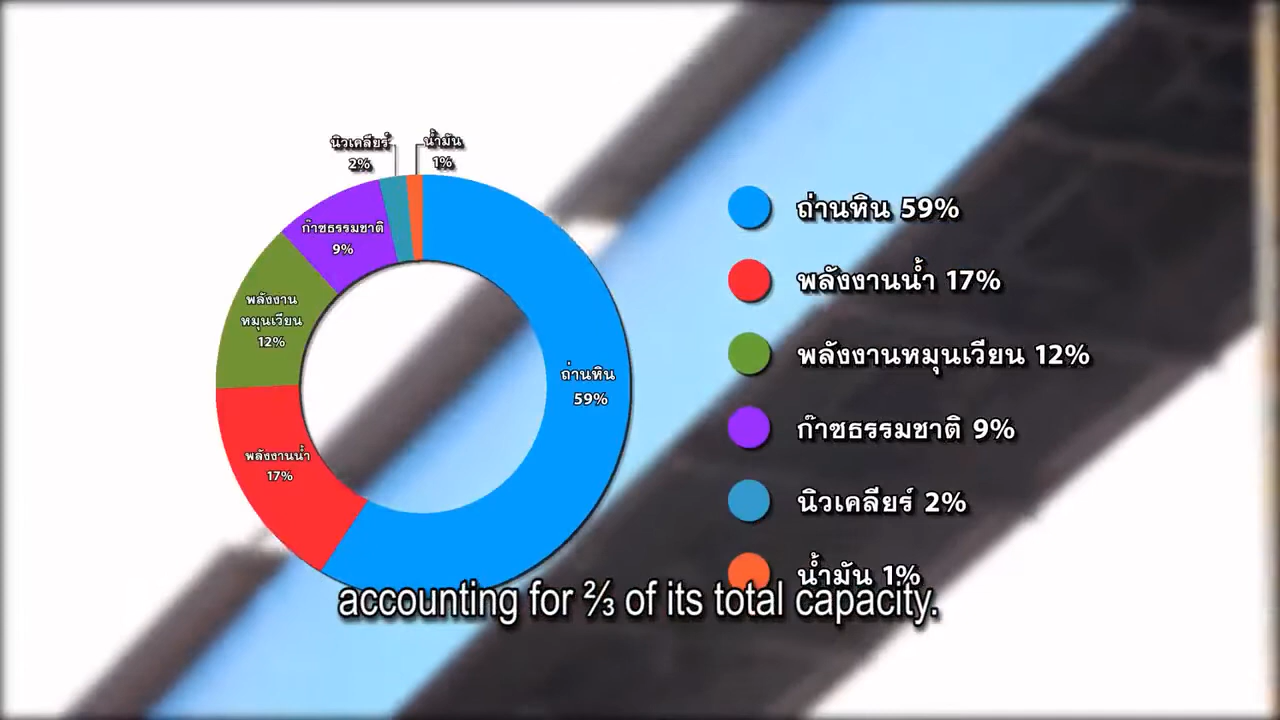 นิวเคลียร์
2%
น้ำมัน
1%
ก๊าซธรรมชาติ
9%
พลังงาน
หมุนเวียน
12%
พลังงานน้ำ
17%
ถ่านหิน
59%
ถ่านหิน 59%
พลังงานน้ำ 17%
พลังงานหมุนเวียน 12%
ก๊าซธรรมชาติ 9%
นิวเคลียร์ 2%
น้ำมัน 1%
accounting for ⅔ of its total capacity.